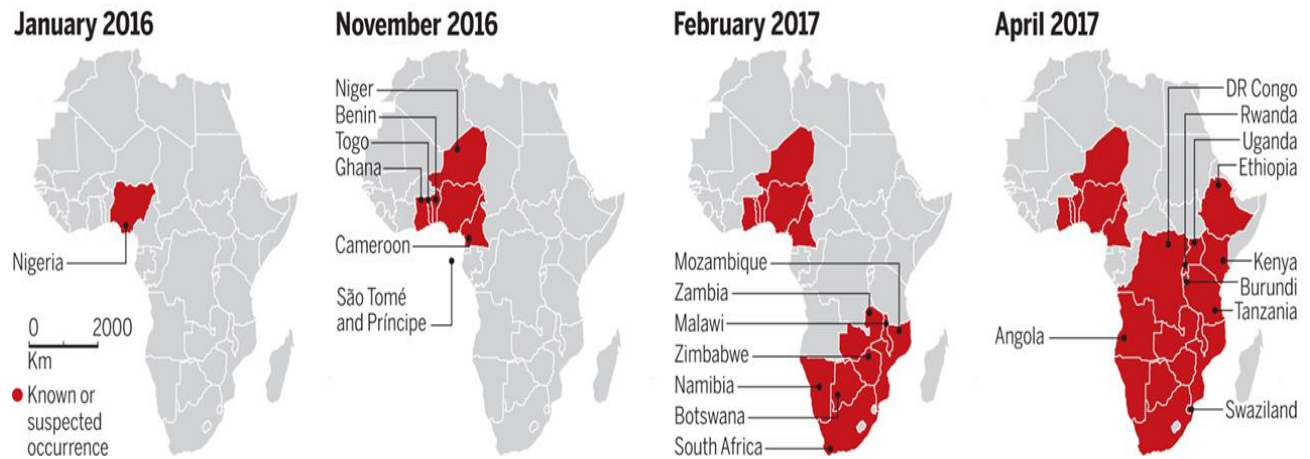 January 2016
Nigeria
0 2000
Km
Known or
suspected
occurrence
November 2016
Niger
Benin
Togo
Ghana
Cameroon
São Tomé
and Príncipe
February 2017
Mozambique
Zambia
Malawi
Zimbabwe
Namibia
Botswana
South Africa
April 2017
DR Congo
Rwanda
Uganda
Ethiopia
Kenya
Burundi
Tanzania
Angola
Swaziland